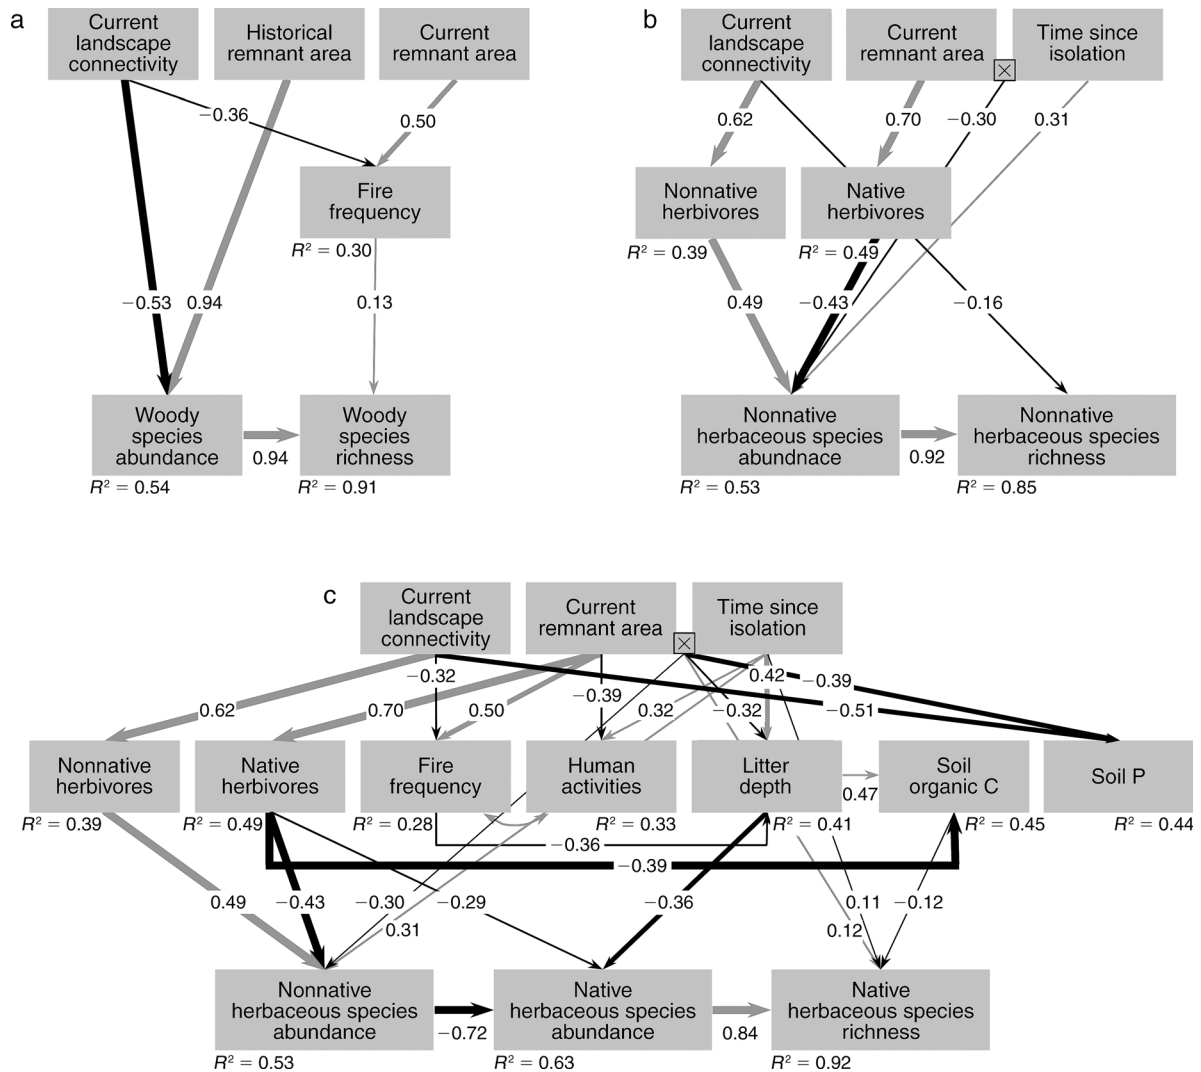 a
Current
landscape
connectivity
Historical
remnant area
Current
remnant area
−0.36
0.50
Fire
frequency
R² = 0.30
−0.53
0.94
0.13
Woody
species
abundance
0.94
Woody
species
richness
R² = 0.54
R² = 0.91
b
Current
landscape
connectivity
Current
remnant area
Time since
isolation
0.62
0.70
−0.30
0.31
Nonnative
herbivores
Native
herbivores
R² = 0.39
R² = 0.49
0.49
−0.43
−0.16
Nonnative
herbaceous species
abundnace
0.92
Nonnative
herbaceous species
richness
R² = 0.53
R² = 0.85
c
Current
landscape
connectivity
Current
remnant area
Time since
isolation
−0.32
0.42
−0.39
−0.39
0.62
0.70
0.50
0.32
−0.32
−0.51
Nonnative
herbivores
Native
herbivores
Fire
frequency
Human
activities
Litter
depth
0.47
Soil
organic C
Soil P
R² = 0.39
R² = 0.49
R² = 0.28
R² = 0.33
R² = 0.41
R² = 0.45
R² = 0.44
−0.36
−0.39
0.49
−0.43
−0.30
0.31
−0.29
−0.36
0.11
0.12
−0.12
Nonnative
herbaceous species
abundance
−0.72
Native
herbaceous species
abundance
0.84
Native
herbaceous species
richness
R² = 0.53
R² = 0.63
R² = 0.92